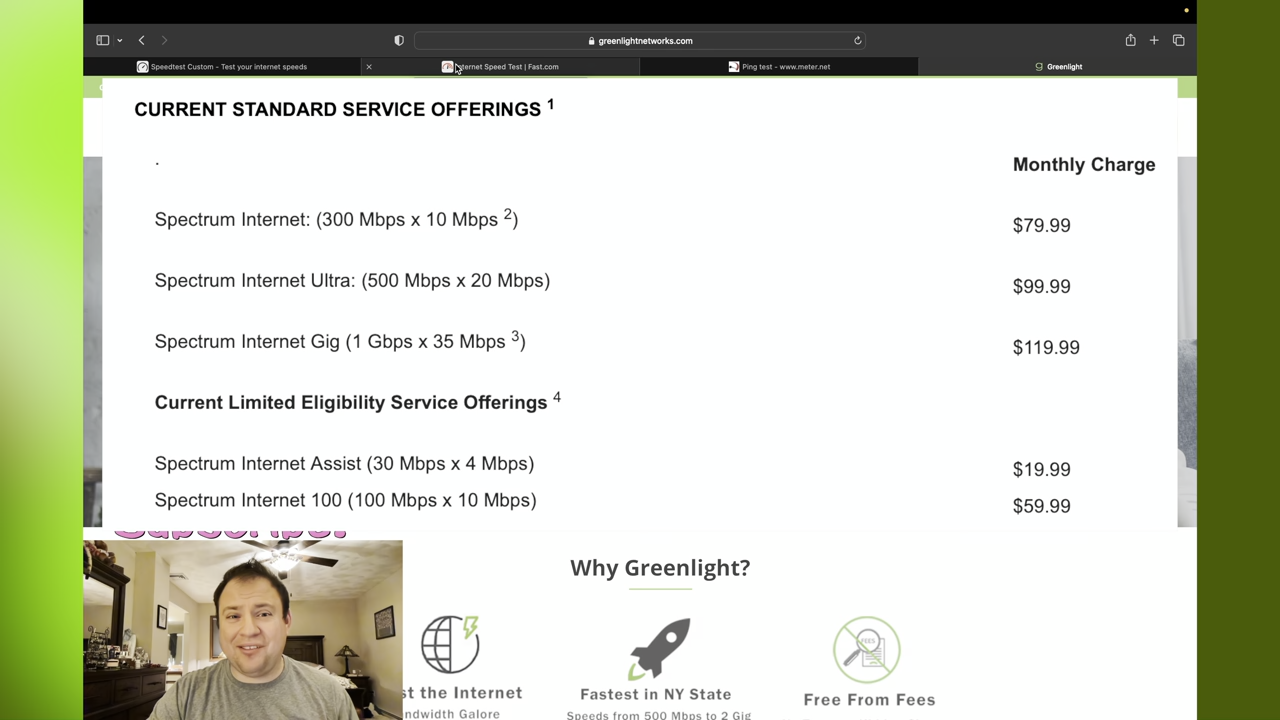 greenlightnetworks.com
Speedtest Custom - Test your internet speeds
ternet Speed Test | Fast.com
Ping test - www.meter.net
Greenlight
CURRENT STANDARD SERVICE OFFERINGS 1
.
Monthly Charge
Spectrum Internet: (300 Mbps x 10 Mbps 2)
$79.99
Spectrum Internet Ultra: (500 Mbps x 20 Mbps)
$99.99
Spectrum Internet Gig (1 Gbps x 35 Mbps 3)
$119.99
Current Limited Eligibility Service Offerings 4
Spectrum Internet Assist (30 Mbps x 4 Mbps)
$19.99
Spectrum Internet 100 (100 Mbps x 10 Mbps)
$59.99
Subscribe!
Why Greenlight?
FEES
st the Internet
Fastest in NY State
Free From Fees
ndwidth Galore
Speeds from 500 Mbps to 2 Gig